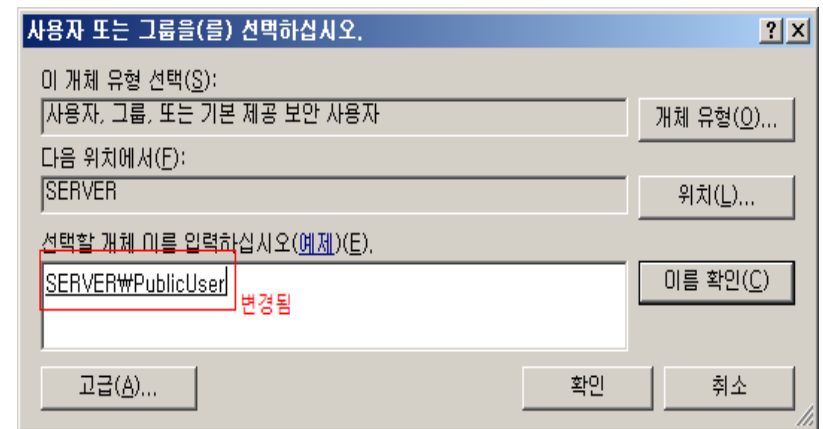 사용자 또는 그룹을(를) 선택하십시오.
이 개체 유형 선택(S):
사용자, 그룹, 또는 기본 제공 보안 사용자
개체 유형(O)...
다음 위치에서(F):
SERVER
위치(L)...
선택할 개체 이름 입력하십시오(예제)(E).
SERVER₩PublicUser
이름 확인(C)
변경됨
고급(A)...
확인
취소